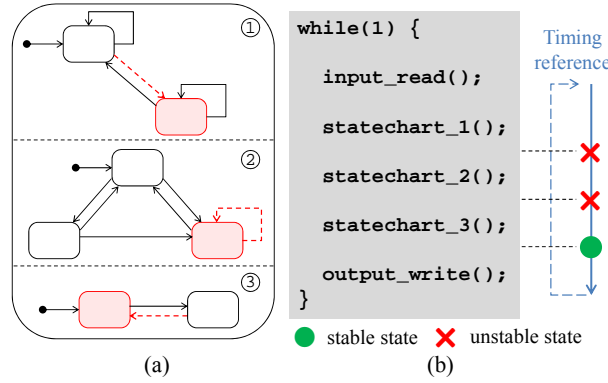 ①
②
③
(a)
while(1) {
input_read();
statechart_1();
statechart_2();
statechart_3();
output_write();
}
Timing
reference
stable state
unstable state
(b)